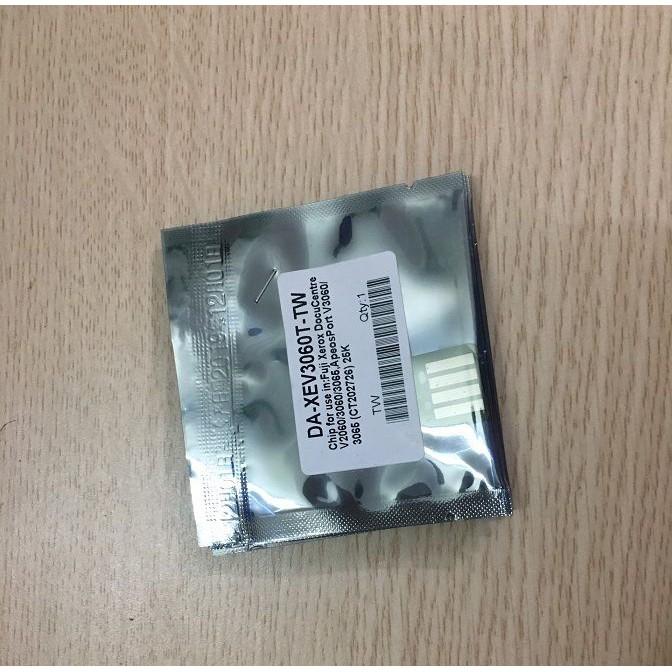 DA-XEV3060T-TW
Chip for use in:Fuji Xerox DocuCentre
V2060/3060/3065,ApeosPort V3060/
3065 (CT202726) 25K
TW
Qty:1